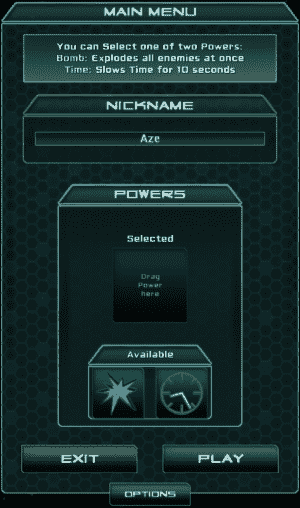 MAIN MENU
You can Select one of two Powers:
Bomb: Explodes all enemies at once
Time: Slows Time for 10 seconds
NICKNAME
Aze
POWERS
Selected
Drag
Power
here
Available
EXIT
PLAY
OPTIONS